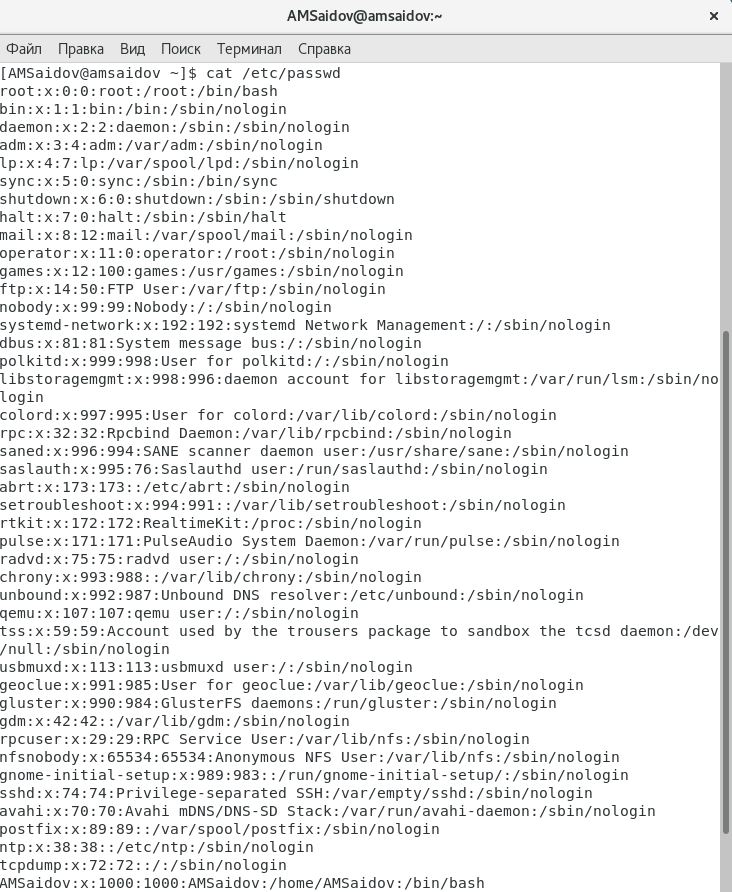 AMSaidov@amsaidov:~
Файл Правка Вид Поиск Терминал Справка
[AMSaidov@amsaidov ~]$ cat /etc/passwd
root:x:0:0:root:/root:/bin/bash
bin:x:1:1:bin:/bin:/sbin/nologin
daemon:x:2:2:daemon:/sbin:/sbin/nologin
adm:x:3:4:adm:/var/adm:/sbin/nologin
lp:x:4:7:lp:/var/spool/lpd:/sbin/nologin
sync:x:5:0:sync:/sbin:/bin/sync
shutdown:x:6:0:shutdown:/sbin:/sbin/shutdown
halt:x:7:0:halt:/sbin:/sbin/halt
mail:x:8:12:mail:/var/spool/mail:/sbin/nologin
operator:x:11:0:operator:/root:/sbin/nologin
games:x:12:100:games:/usr/games:/sbin/nologin
ftp:x:14:50:FTP User:/var/ftp:/sbin/nologin
nobody:x:99:99:Nobody:/:/sbin/nologin
systemd-network:x:192:192:systemd Network Management:/:/sbin/nologin
dbus:x:81:81:System message bus:/:/sbin/nologin
polkitd:x:999:998:User for polkitd:/:/sbin/nologin
libstoragemgmt:x:998:996:daemon account for libstoragemgmt:/var/run/lsm:/sbin/no
login
colord:x:997:995:User for colord:/var/lib/colord:/sbin/nologin
rpc:x:32:32:Rpcbind Daemon:/var/lib/rpcbind:/sbin/nologin
saned:x:996:994:SANE scanner daemon user:/usr/share/sane:/sbin/nologin
saslauth:x:995:76:Saslauthd user:/run/saslauthd:/sbin/nologin
abrt:x:173:173::/etc/abrt:/sbin/nologin
setroubleshoot:x:994:991::/var/lib/setroubleshoot:/sbin/nologin
rtkit:x:172:172:RealtimeKit:/proc:/sbin/nologin
pulse:x:171:171:PulseAudio System Daemon:/var/run/pulse:/sbin/nologin
radvd:x:75:75:radvd user:/:/sbin/nologin
chrony:x:993:988::/var/lib/chrony:/sbin/nologin
unbound:x:992:987:Unbound DNS resolver:/etc/unbound:/sbin/nologin
qemu:x:107:107:qemu user:/:/sbin/nologin
tss:x:59:59:Account used by the trousers package to sandbox the tcsd daemon:/dev
/null:/sbin/nologin
usbmuxd:x:113:113:usbmuxd user:/:/sbin/nologin
geoclue:x:991:985:User for geoclue:/var/lib/geoclue:/sbin/nologin
gluster:x:990:984:GlusterFS daemons:/run/gluster:/sbin/nologin
gdm:x:42:42::/var/lib/gdm:/sbin/nologin
rpcuser:x:29:29:RPC Service User:/var/lib/nfs:/sbin/nologin
nfsnobody:x:65534:65534:Anonymous NFS User:/var/lib/nfs:/sbin/nologin
gnome-initial-setup:x:989:983::/run/gnome-initial-setup/:/sbin/nologin
sshd:x:74:74:Privilege-separated SSH:/var/empty/sshd:/sbin/nologin
avahi:x:70:70:Avahi mDNS/DNS-SD Stack:/var/run/avahi-daemon:/sbin/nologin
postfix:x:89:89::/var/spool/postfix:/sbin/nologin
ntp:x:38:38::/etc/ntp:/sbin/nologin
tcpdump:x:72:72::/:/sbin/nologin
AMSaidov:x:1000:1000:AMSaidov:/home/AMSaidov:/bin/bash